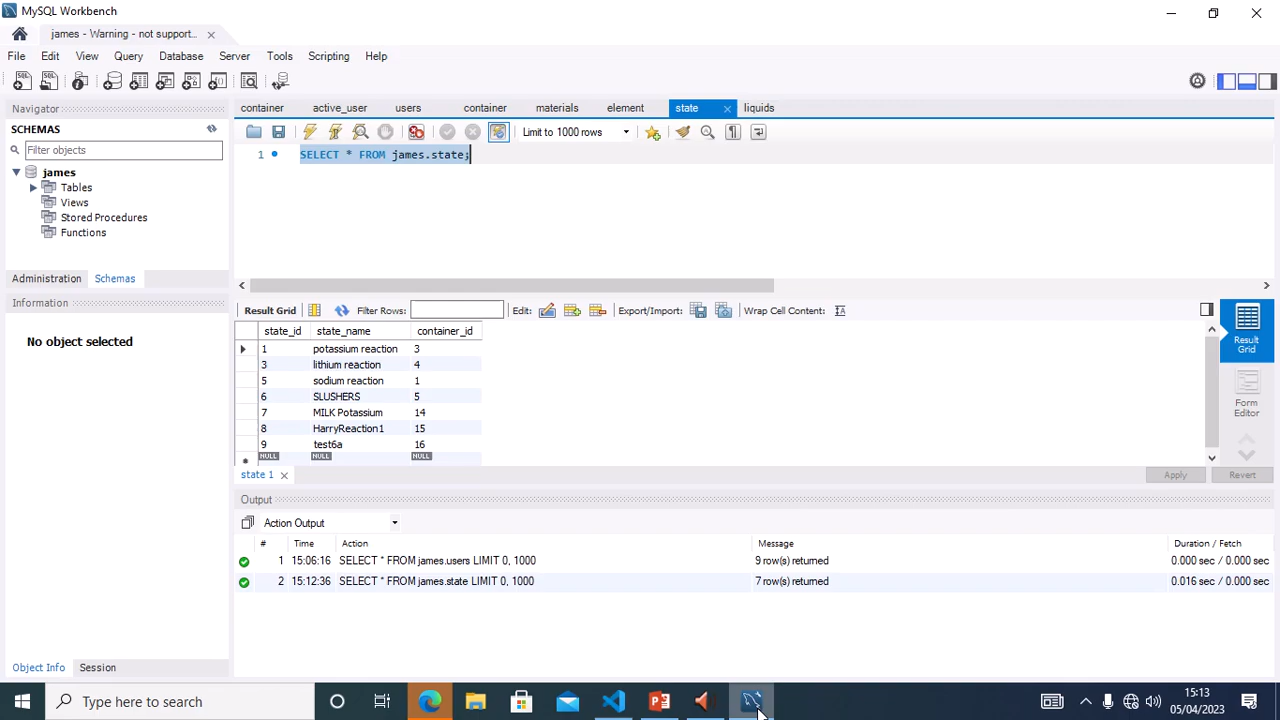 MySQL Workbench
james - Warning - not support...
File Edit View Query Database Server Tools Scripting Help
Navigator
SCHEMAS
Filter objects
james
Tables
Views
Stored Procedures
Functions
Administration Schemas
Information
No object selected
Object Info Session
container active_user users container materials element state liquids
Limit to 1000 rows
1 SELECT * FROM james.state;
Result Grid Filter Rows: Edit: Export/Import: Wrap Cell Content:
state_id state_name container_id
1 potassium reaction 3
3 lithium reaction 4
5 sodium reaction 1
6 SLUSHERS 5
7 MILK Potassium 14
8 HarryReaction1 15
9 test6a 16
NULL NULL NULL
Result
Grid
Form
Editor
state 1 Apply Revert
Output
Action Output
# Time Action Message Duration / Fetch
1 15:06:16 SELECT * FROM james.users LIMIT 0, 1000 9 row(s) returned 0.000 sec / 0.000 sec
2 15:12:36 SELECT * FROM james.state LIMIT 0, 1000 7 row(s) returned 0.016 sec / 0.000 sec
Type here to search
15:13
05/04/2023